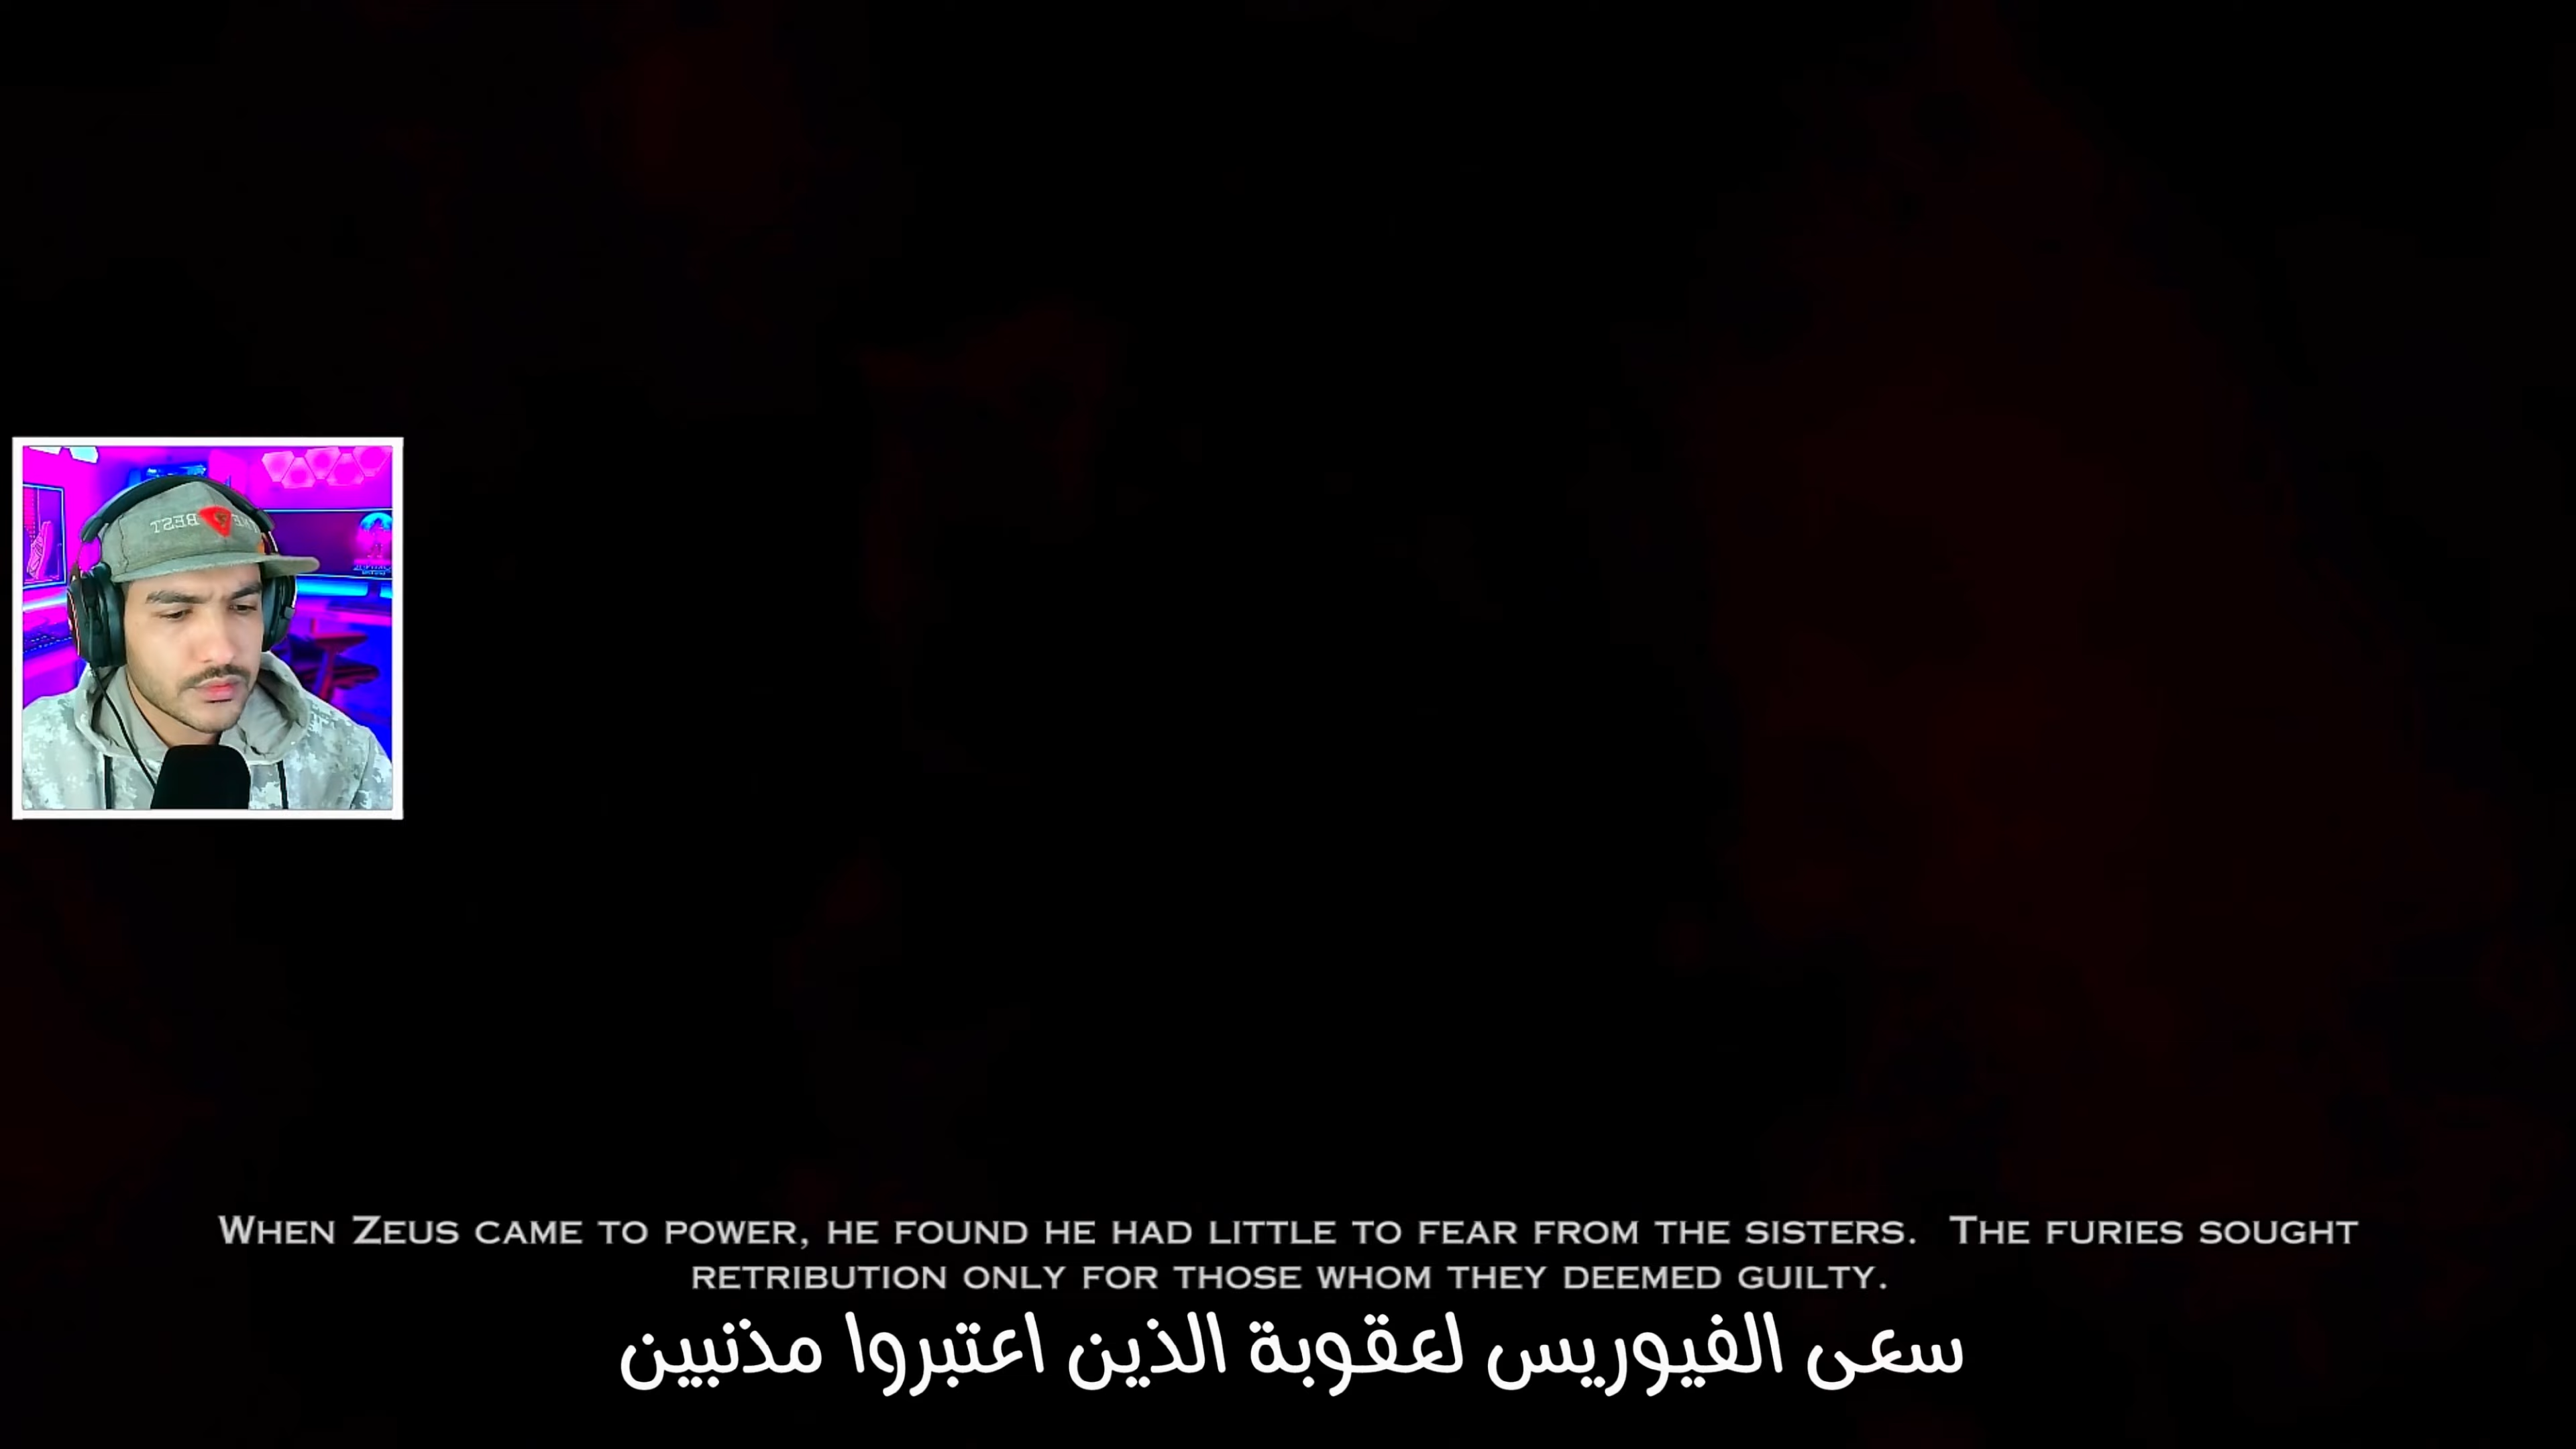 BEST
When Zeus came to power, he found he had little to fear from the sisters. The furies sought
retribution only for those whom they deemed guilty.
سعى الفيوريس لعقوبة الذين اعتبروا مذنبين